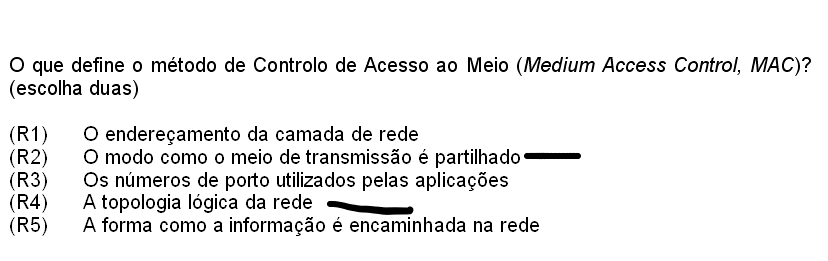 O que define o método de Controlo de Acesso ao Meio (Medium Access Control, MAC)?
(escolha duas)
(R1) O endereçamento da camada de rede
(R2) O modo como o meio de transmissão é partilhado
(R3) Os números de porto utilizados pelas aplicações
(R4) A topologia lógica da rede
(R5) A forma como a informação é encaminhada na rede